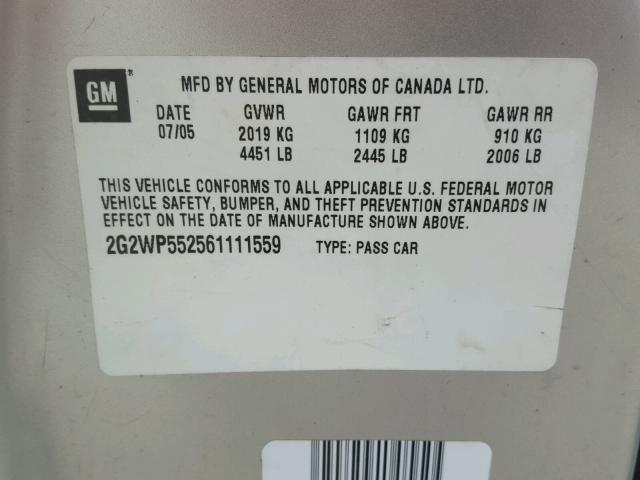 GM®
MFD BY GENERAL MOTORS OF CANADA LTD.
DATE GVWR GAWR FRT GAWR RR
07/05 2019 KG 1109 KG 910 KG
4451 LB 2445 LB 2006 LB
THIS VEHICLE CONFORMS TO ALL APPLICABLE U.S. FEDERAL MOTOR
VEHICLE SAFETY, BUMPER, AND THEFT PREVENTION STANDARDS IN
EFFECT ON THE DATE OF MANUFACTURE SHOWN ABOVE.
2G2WP552561111559 TYPE: PASS CAR